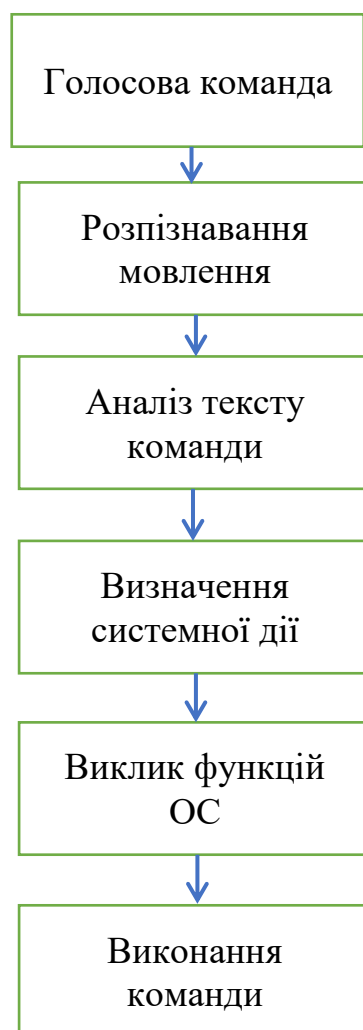 Голосова команда
Розпізнавання
мовлення
Аналіз тексту
команди
Визначення
системної дії
Виклик функцій
ОС
Виконання
команди